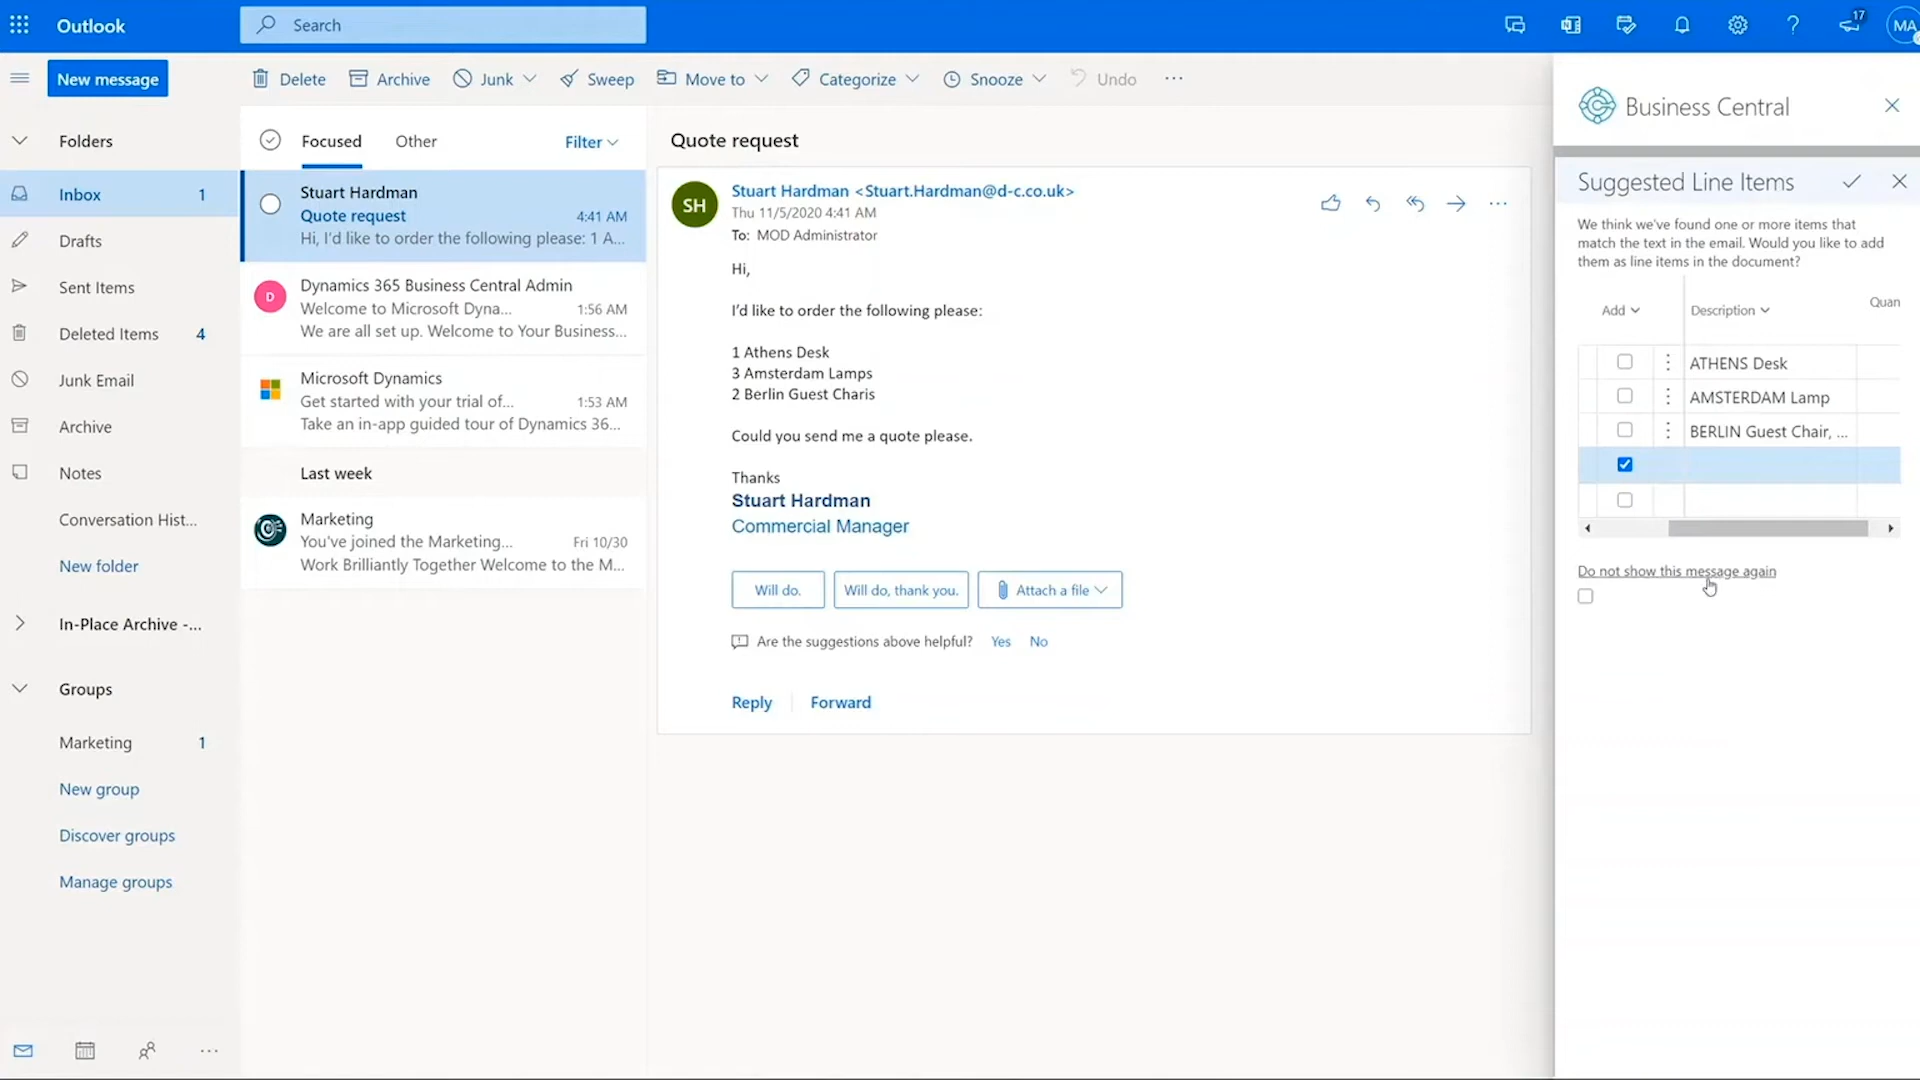 Outlook
Search
17
MA
New message
Delete
Archive
Junk
Sweep
Move to
Categorize
Snooze
Undo
Folders
Inbox 1
Drafts
Sent Items
Deleted Items 4
Junk Email
Archive
Notes
Conversation Hist...
New folder
In-Place Archive -...
Groups
Marketing 1
New group
Discover groups
Manage groups
Focused
Other
Filter
Stuart Hardman
Quote request 4:41 AM
Hi, I'd like to order the following please: 1 A...
D
Dynamics 365 Business Central Admin
Welcome to Microsoft Dyna... 1:56 AM
We are all set up. Welcome to Your Business...
Microsoft Dynamics
Get started with your trial of... 1:53 AM
Take an in-app guided tour of Dynamics 36...
Last week
Marketing
You've joined the Marketing... Fri 10/30
Work Brilliantly Together Welcome to the M...
Quote request
SH
Stuart Hardman <Stuart.Hardman@d-c.co.uk>
Thu 11/5/2020 4:41 AM
To: MOD Administrator
Hi,
I'd like to order the following please:
1 Athens Desk
3 Amsterdam Lamps
2 Berlin Guest Charis
Could you send me a quote please.
Thanks
Stuart Hardman
Commercial Manager
Will do.
Will do, thank you.
Attach a file
Are the suggestions above helpful? Yes No
Reply
Forward
Business Central
Suggested Line Items
We think we've found one or more items that
match the text in the email. Would you like to add
them as line items in the document?
Add
Description
Quan
ATHENS Desk
AMSTERDAM Lamp
BERLIN Guest Chair, ...
Do not show this message again